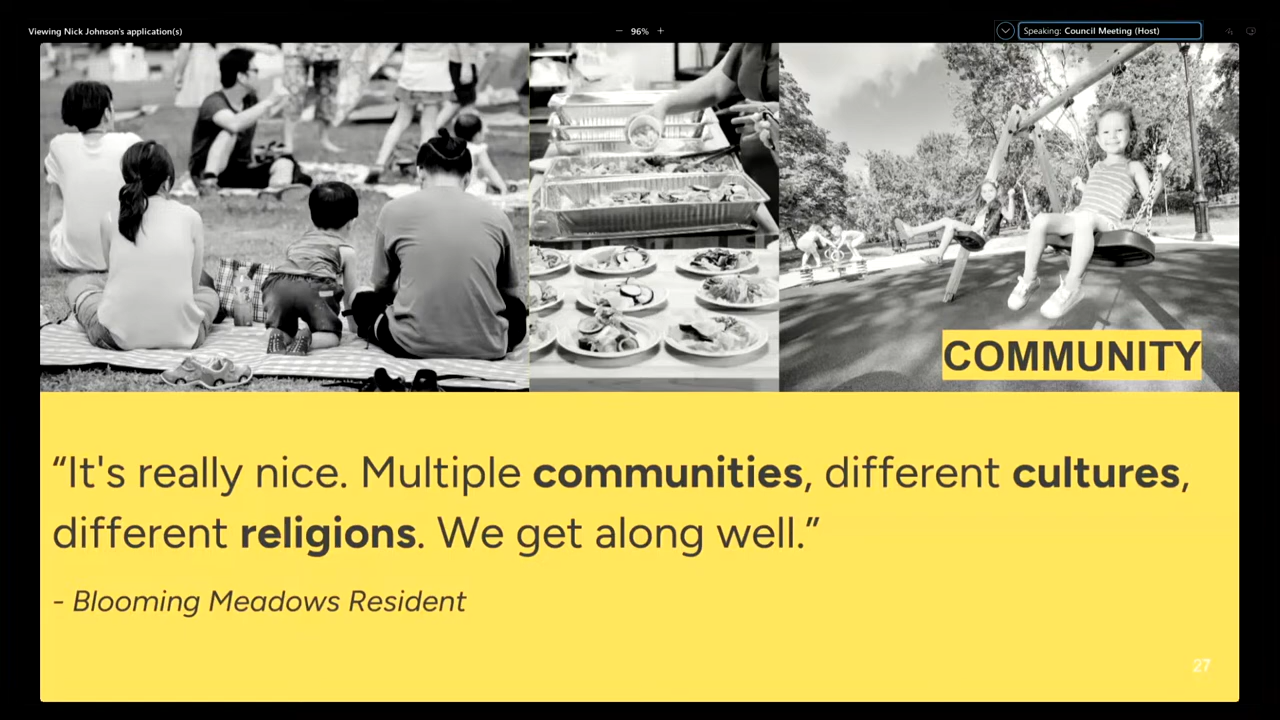 Viewing Nick Johnson's application(s)
96%
Speaking: Council Meeting (Host)
COMMUNITY
“It's really nice. Multiple communities, different cultures,
different religions. We get along well.”
- Blooming Meadows Resident
27